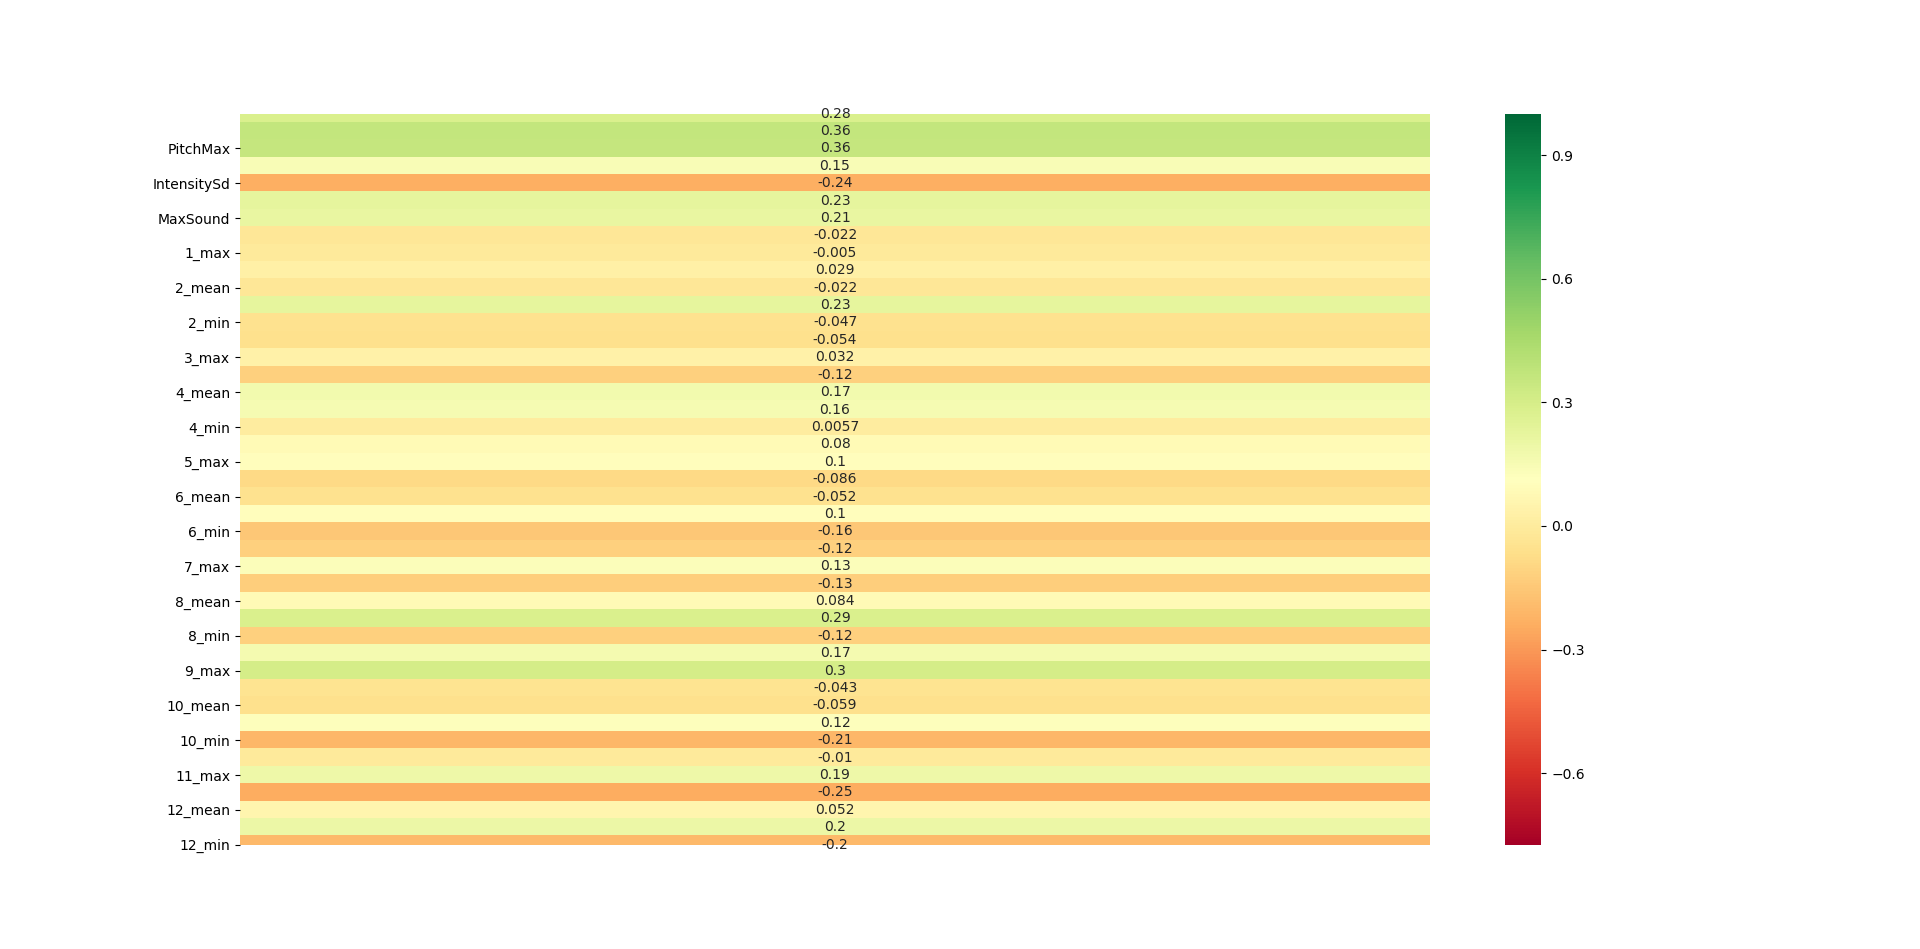 0.28
0.36
PitchMax 0.36
0.15
IntensitySd -0.24
0.23
MaxSound 0.21
-0.022
1_max -0.005
0.029
2_mean -0.022
0.23
2_min -0.047
-0.054
3_max 0.032
-0.12
4_mean 0.17
0.16
4_min 0.0057
0.08
5_max 0.1
-0.086
6_mean -0.052
0.1
6_min -0.16
-0.12
7_max 0.13
-0.13
8_mean 0.084
0.29
8_min -0.12
0.17
9_max 0.3
-0.043
10_mean -0.059
0.12
10_min -0.21
-0.01
11_max 0.19
-0.25
12_mean 0.052
0.2
12_min -0.2
0.9
0.6
0.3
0.0
−0.3
−0.6